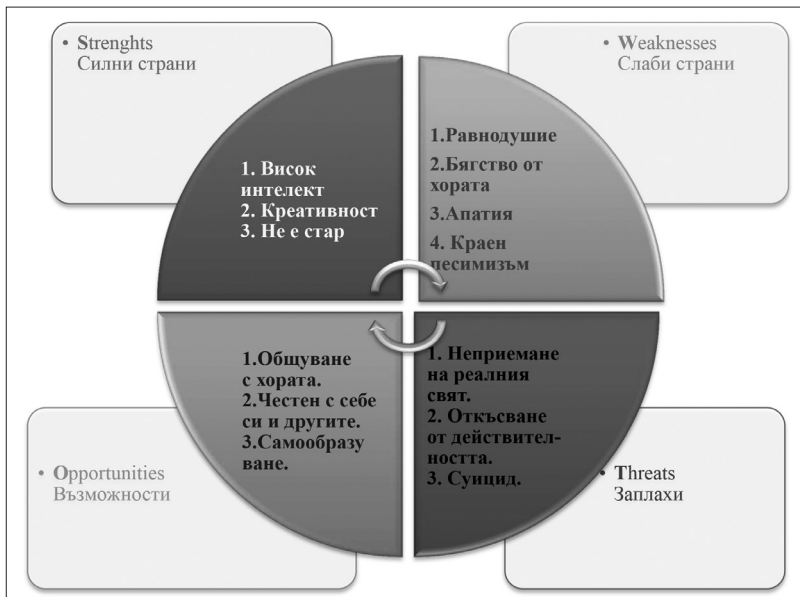 • Strenghts
Силни страни
• Weaknesses
Слаби страни
1. Висок
интелект
2. Креативност
3. Не е стар
1.Равнодушие
2.Бягство от
хората
3.Апатия
4. Краен
песимизъм
1.Общуване
с хората.
2.Честен с себе
си и другите.
3.Самообразу
ване.
1. Неприемане
на реалния
свят.
2. Откъсване
от действител-
ността.
3. Суицид.
• Opportunities
Възможности
• Threats
Заплахи